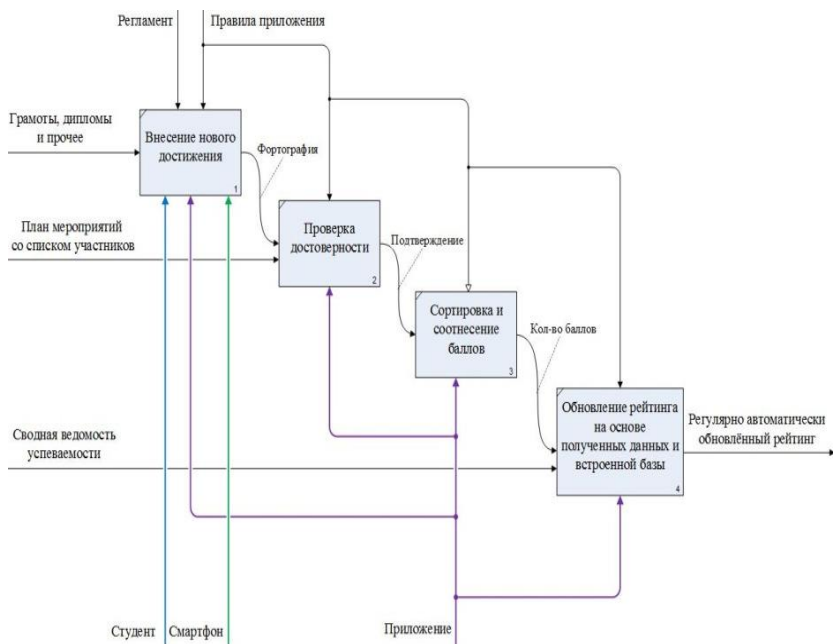 Регламент
Правила приложения
Грамоты, дипломы
и прочее
Внесение нового
достижения
1
Фортография
План мероприятий
со списком участников
Проверка
достоверности
2
Подтверждение
Сортировка и
соотнесение
баллов
3
Кол-во баллов
Сводная ведомость
успеваемости
Обновление рейтинга
на основе
полученных данных и
встроенной базы
4
Регулярно автоматически
обновлённый рейтинг
Студент
Смартфон
Приложение